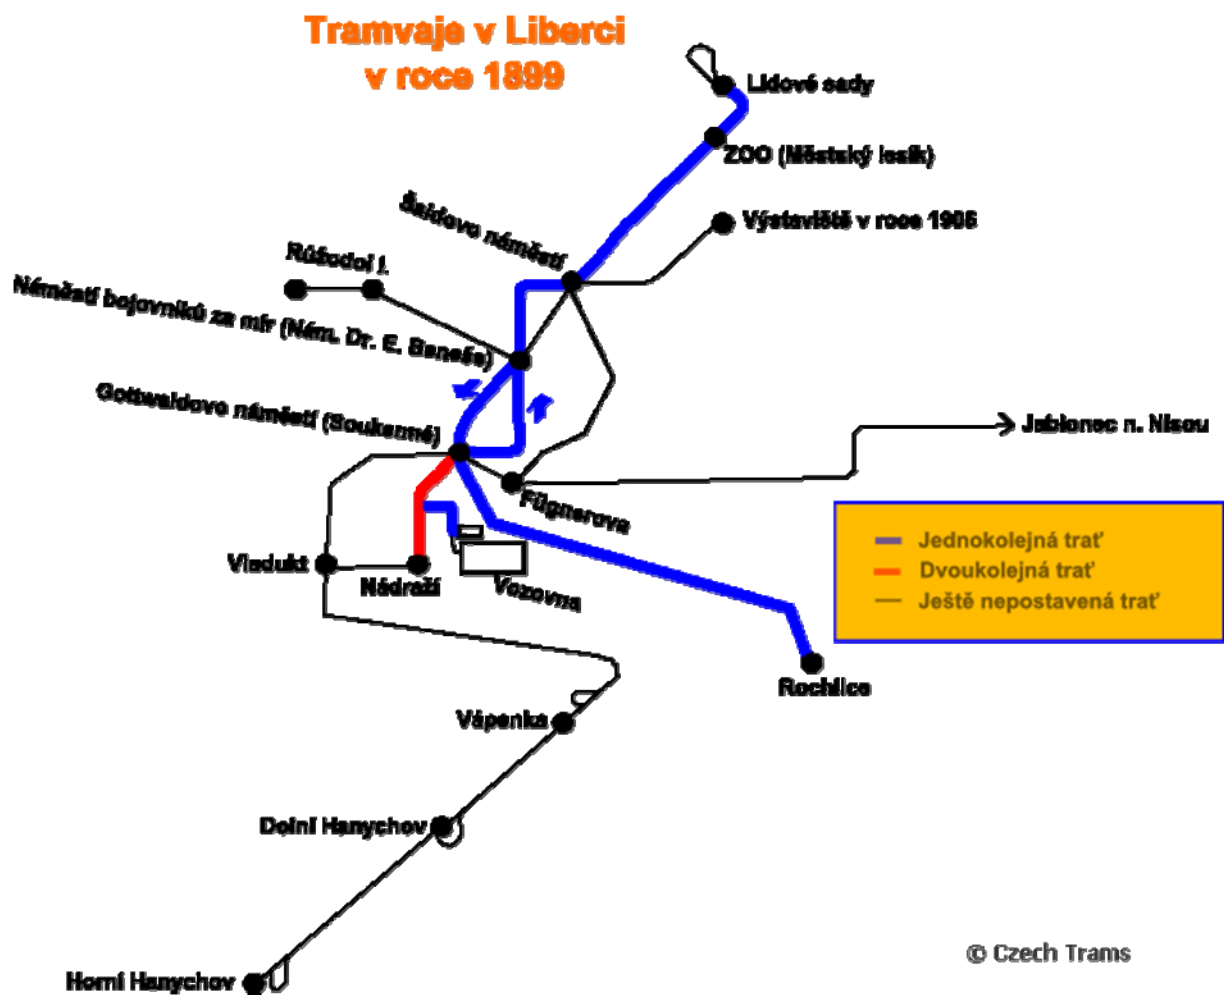 Tramvaje v Liberci
v roce 1899
Lidové sady
ZOO (Městský lesík)
Šaldovo náměstí
Výstaviště v roce 1906
Růžodol I.
Náměstí bojovníků za mír (Nám. Dr. E. Beneše)
Gottwaldovo náměstí (Soukenné)
Jablonec n. Nisou
Fügnerova
Jednokolejná trať
Dvoukolejná trať
Ještě nepostavená trať
Viadukt
Nádraží
Vozovna
Rochlice
Vápenka
Dolní Hanychov
Horní Hanychov
© Czech Trams